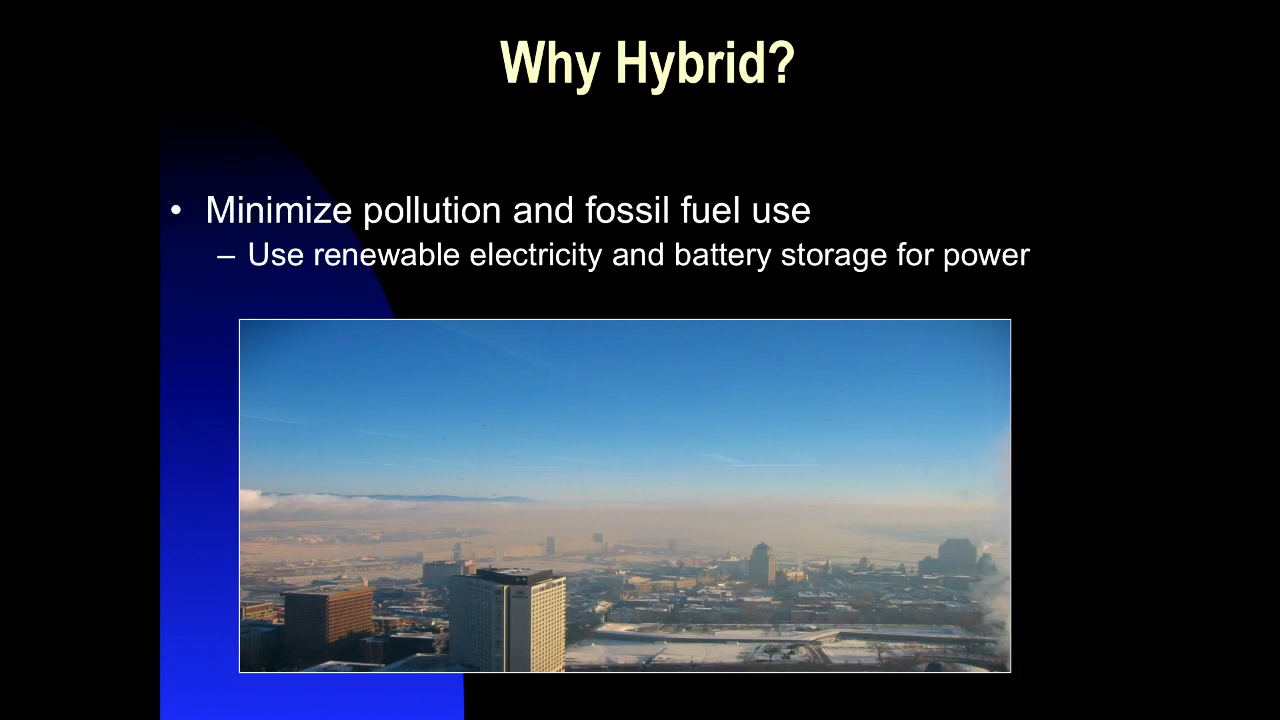 Why Hybrid?
• Minimize pollution and fossil fuel use
– Use renewable electricity and battery storage for power